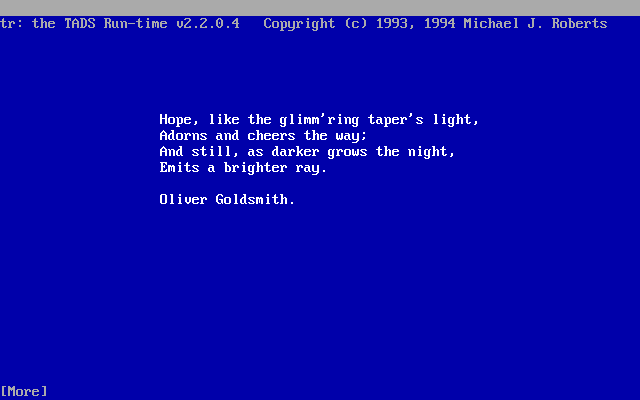 tr: the TADS Run-time v2.2.0.4   Copyright (c) 1993, 1994 Michael J. Roberts
Hope, like the glimm'ring taper's light,
Adorns and cheers the way;
And still, as darker grows the night,
Emits a brighter ray.
Oliver Goldsmith.
[More]